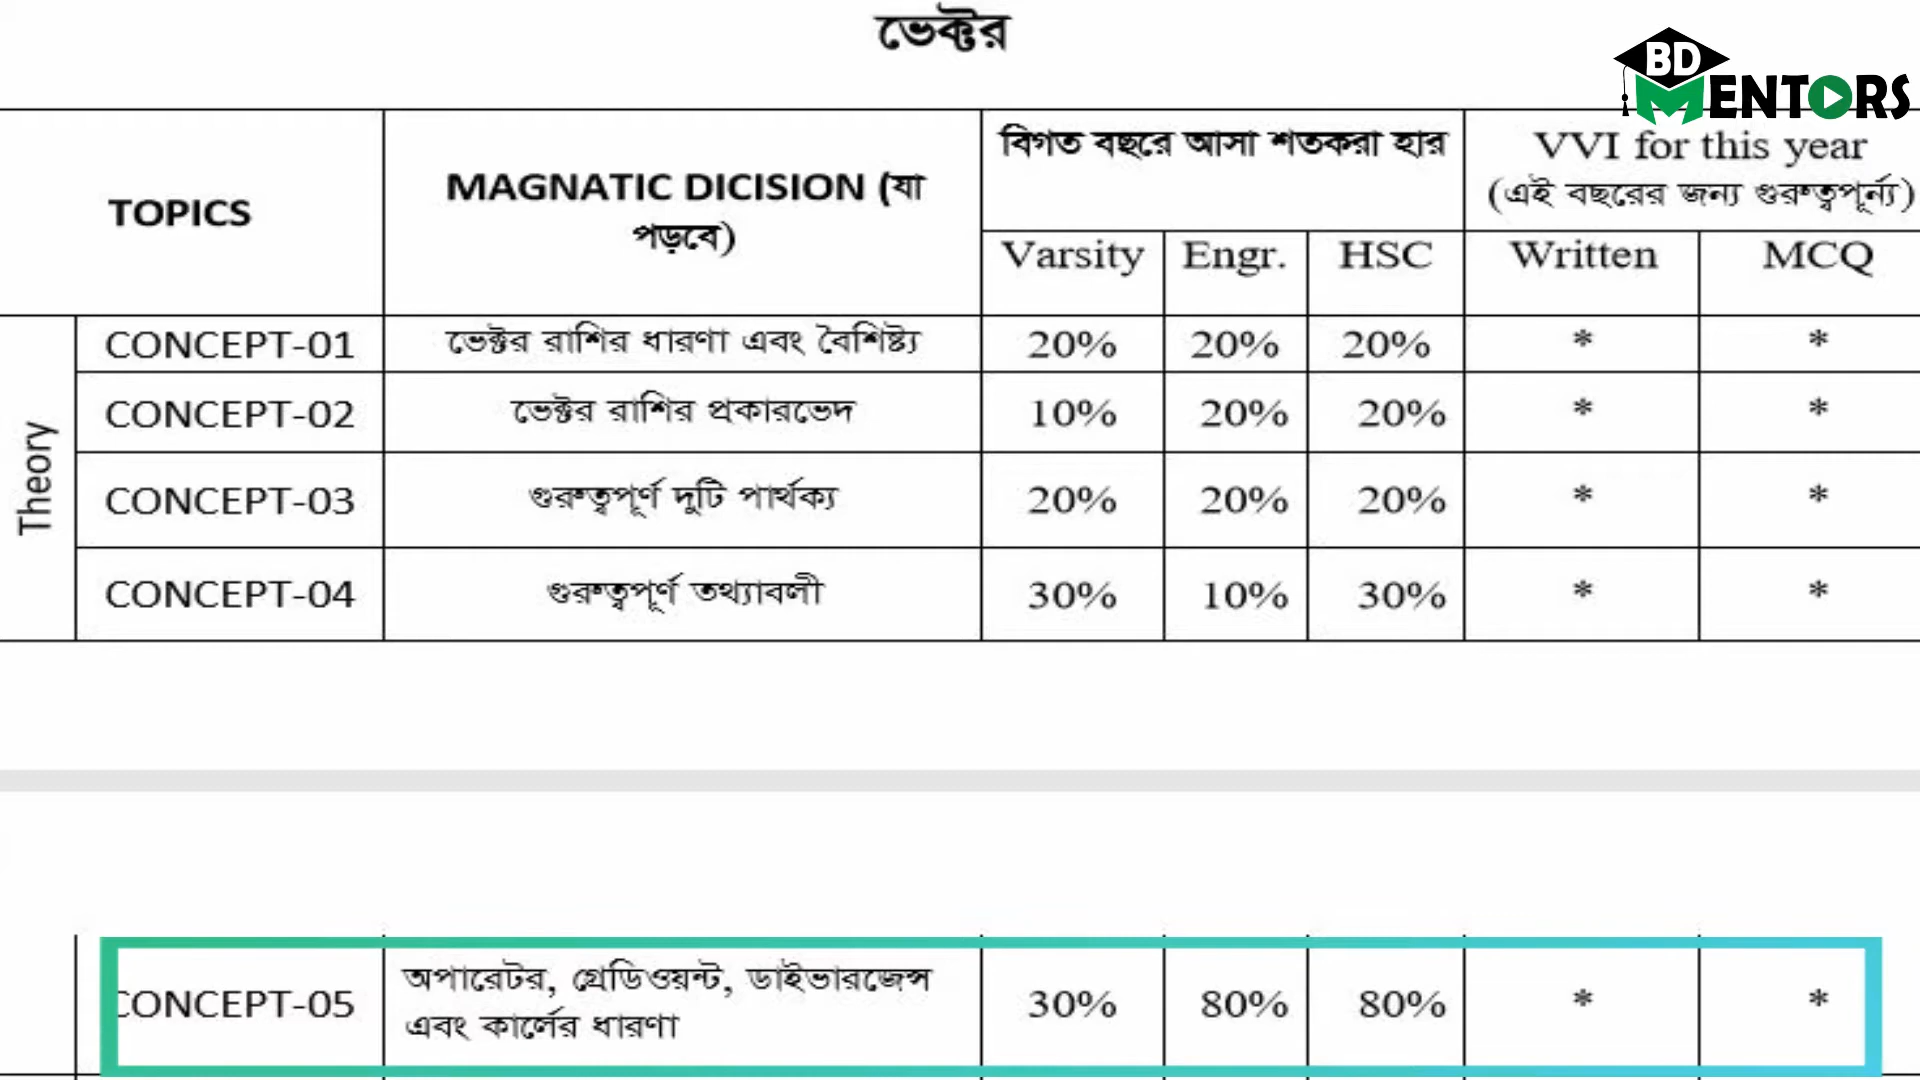 ভেক্টর
BD MENTORS
TOPICS
MAGNATIC DICISION (যা
পড়বে)
বিগত বছরে আসা শতকরা হার
VVI for this year
(এই বছরের জন্য গুরুত্বপূর্ন্য)
Varsity Engr. HSC Written MCQ
Theory
CONCEPT-01 ভেক্টর রাশির ধারণা এবং বৈশিষ্ট্য 20% 20% 20% * *
CONCEPT-02 ভেক্টর রাশির প্রকারভেদ 10% 20% 20% * *
CONCEPT-03 গুরুত্বপূর্ণ দুটি পার্থক্য 20% 20% 20% * *
CONCEPT-04 গুরুত্বপূর্ণ তথ্যাবলী 30% 10% 30% * *
CONCEPT-05 অপারেটর, গ্রেডিওয়ন্ট, ডাইভারজেন্স
এবং কার্লের ধারণা 30% 80% 80% * *